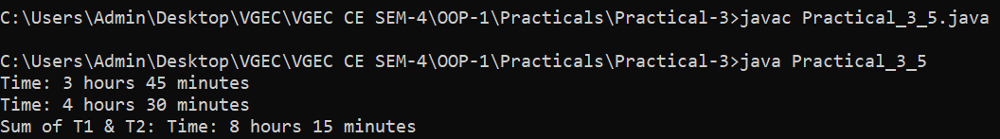 C:\Users\Admin\Desktop\VGEC\VGEC CE SEM-4\OOP-1\Practicals\Practical-3>javac Practical_3_5.java
C:\Users\Admin\Desktop\VGEC\VGEC CE SEM-4\OOP-1\Practicals\Practical-3>java Practical_3_5
Time: 3 hours 45 minutes
Time: 4 hours 30 minutes
Sum of T1 & T2: Time: 8 hours 15 minutes